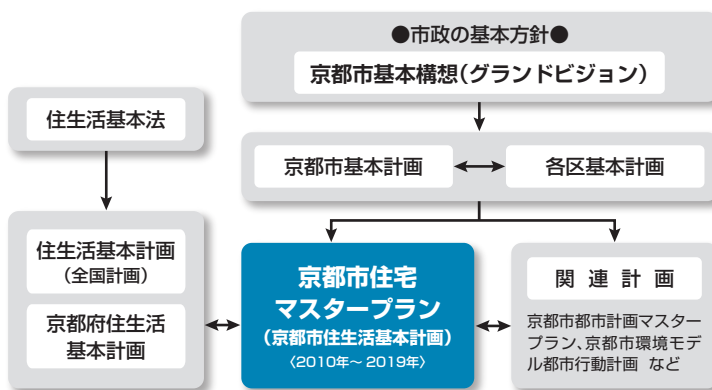 ●市政の基本方針●
京都市基本構想(グランドビジョン)
住生活基本法
京都市基本計画
各区基本計画
住生活基本計画
(全国計画)
京都府住生活
基本計画
京都市住宅
マスタープラン
(京都市住生活基本計画)
〈2010年~2019年〉
関連計画
京都市都市計画マスター
プラン、京都市環境モデ
ル都市行動計画 など